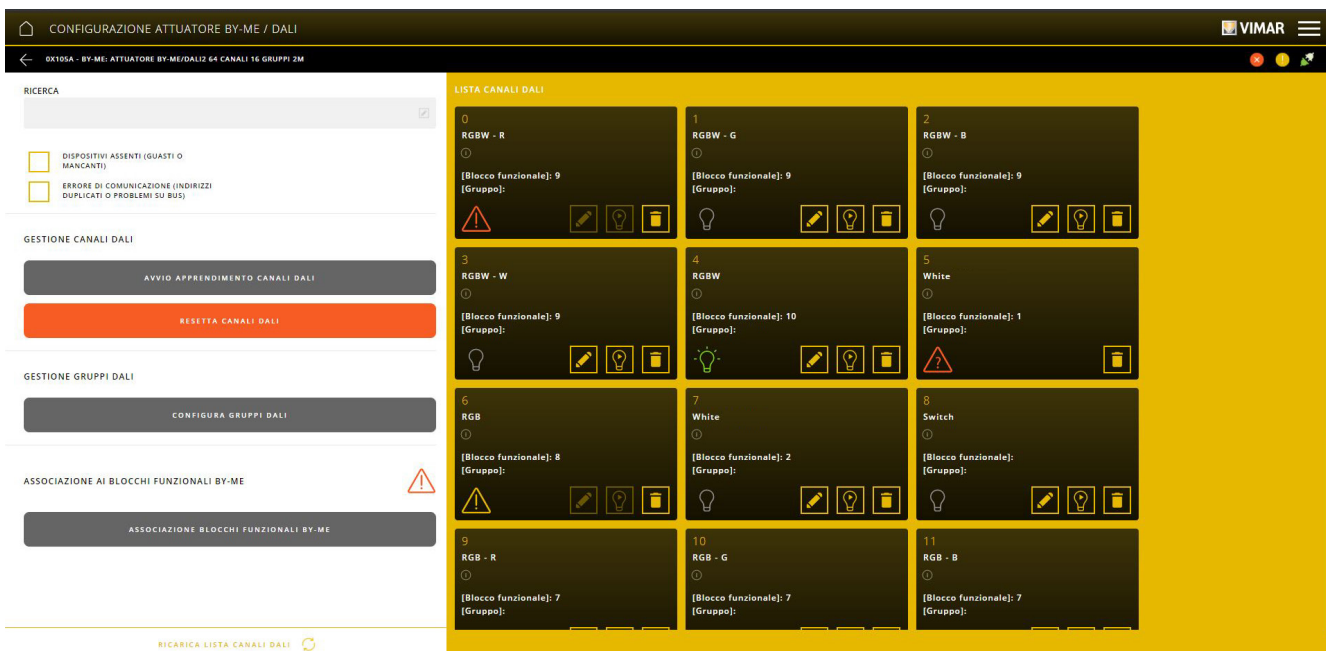 CONFIGURAZIONE ATTUATORE BY-ME / DALI
VIMAR
0X105A - BY-ME: ATTUATORE BY-ME/DALI2 64 CANALI 16 GRUPPI 2M
RICERCA
DISPOSITIVI ASSENTI (GUASTI O
MANCANTI)
ERRORE DI COMUNICAZIONE (INDIRIZZI
DUPLICATI O PROBLEMI SU BUS)
GESTIONE CANALI DALI
AVVIO APPRENDIMENTO CANALI DALI
RESETTA CANALI DALI
GESTIONE GRUPPI DALI
CONFIGURA GRUPPI DALI
ASSOCIAZIONE AI BLOCCHI FUNZIONALI BY-ME
ASSOCIAZIONE BLOCCHI FUNZIONALI BY-ME
RICARICA LISTA CANALI DALI
LISTA CANALI DALI
0
RGBW - R
[Blocco funzionale]: 9
[Gruppo]:
1
RGBW - G
[Blocco funzionale]: 9
[Gruppo]:
2
RGBW - B
[Blocco funzionale]: 9
[Gruppo]:
3
RGBW - W
[Blocco funzionale]: 9
[Gruppo]:
4
RGBW
[Blocco funzionale]: 10
[Gruppo]:
5
White
[Blocco funzionale]: 1
[Gruppo]:
6
RGB
[Blocco funzionale]: 8
[Gruppo]:
7
White
[Blocco funzionale]: 2
[Gruppo]:
8
Switch
[Blocco funzionale]:
[Gruppo]:
9
RGB - R
[Blocco funzionale]: 7
[Gruppo]:
10
RGB - G
[Blocco funzionale]: 7
[Gruppo]:
11
RGB - B
[Blocco funzionale]: 7
[Gruppo]: